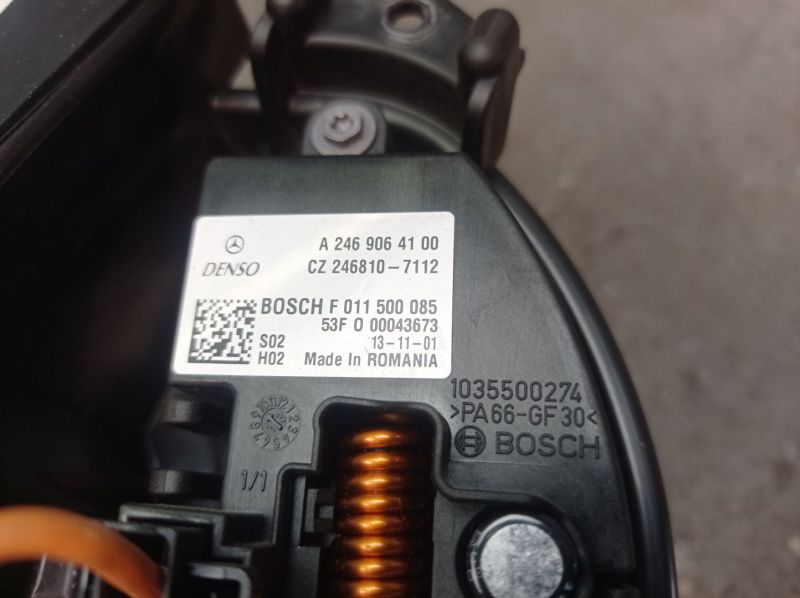 A 246 906 41 00
DENSO CZ 246810-7112
BOSCH F 011 500 085
53F O 00043673
S02 13-11-01
H02 Made In ROMANIA
1035500274
>PA66-GF30<
BOSCH
1/1